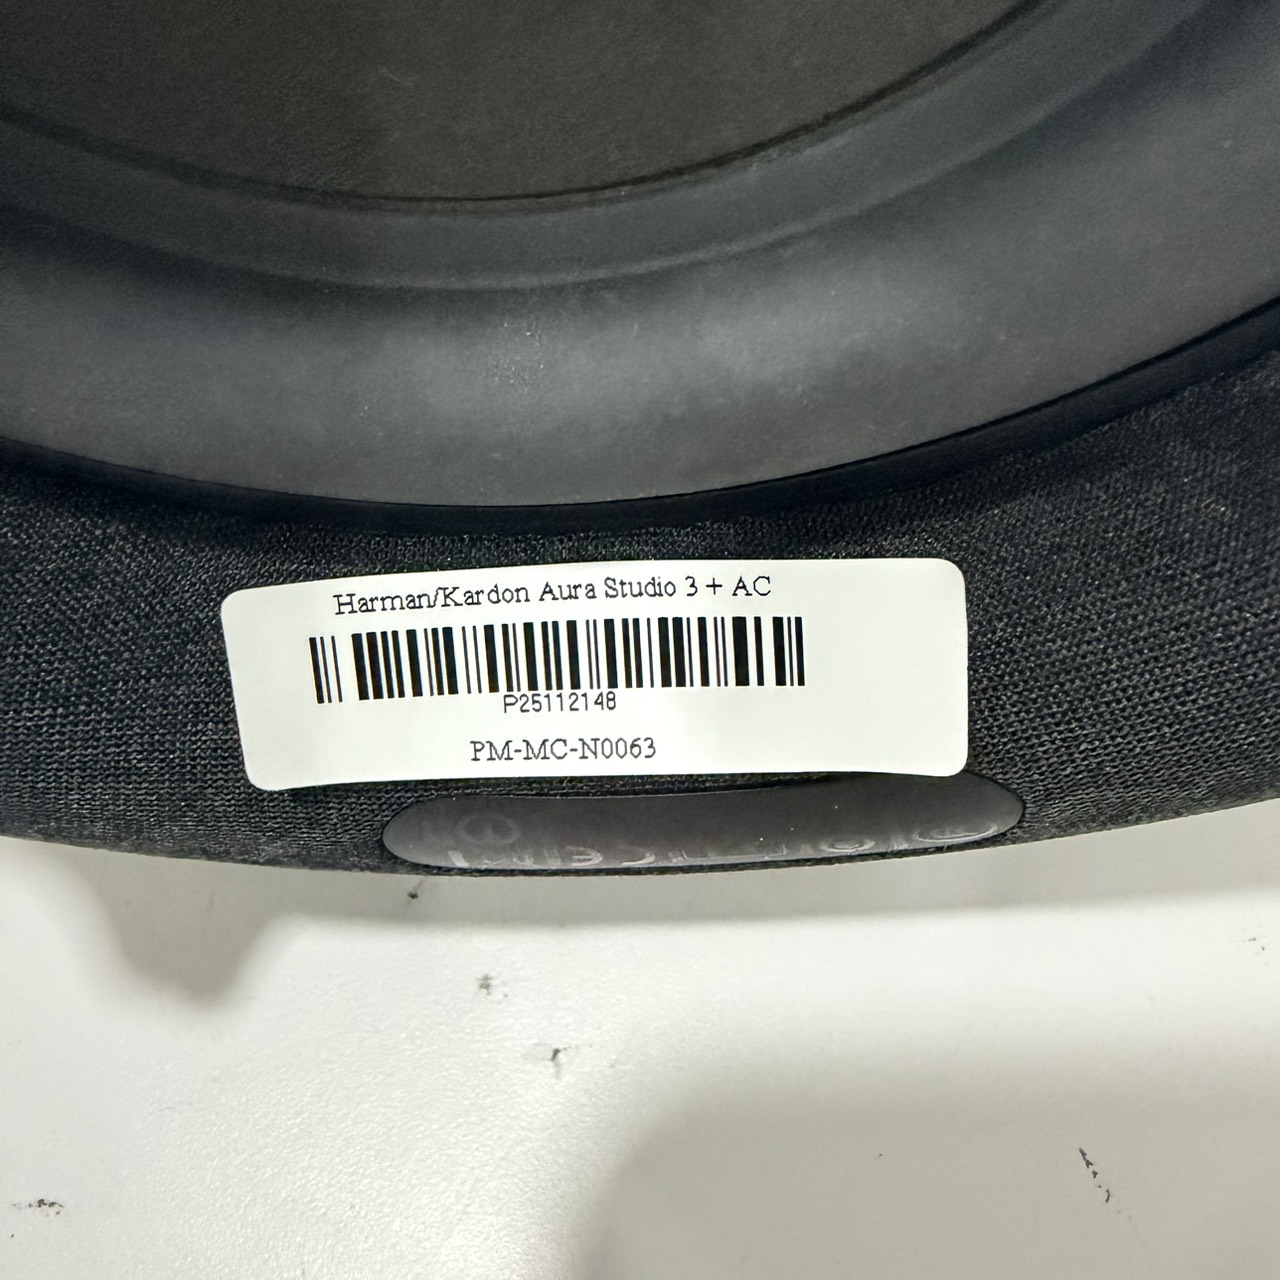 Harman/Kardon Aura Studio 3 + AC
P25112148
PM-MC-N0063